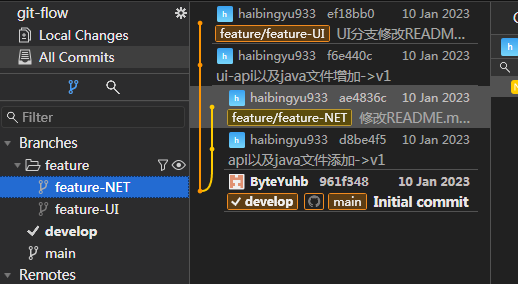 git-flow
Local Changes
All Commits
Filter
Branches
feature
feature-NET
feature-UI
develop
main
Remotes
h haibingyu933 ef18bb0 10 Jan 2023
feature/feature-UI UI分支修改README...
h haibingyu933 f6e440c 10 Jan 2023
ui-api以及java文件增加->v1
h haibingyu933 ae4836c 10 Jan 2023
feature/feature-NET 修改README.m...
h haibingyu933 d8be4f5 10 Jan 2023
api以及java文件添加->v1
ByteYuhb 961f348 10 Jan 2023
develop main Initial commit
h